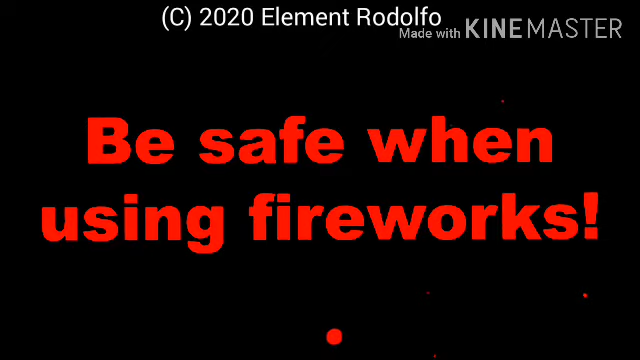 (C) 2020 Element Rodolfo
Made with KINEMASTER
Be safe when
using fireworks!